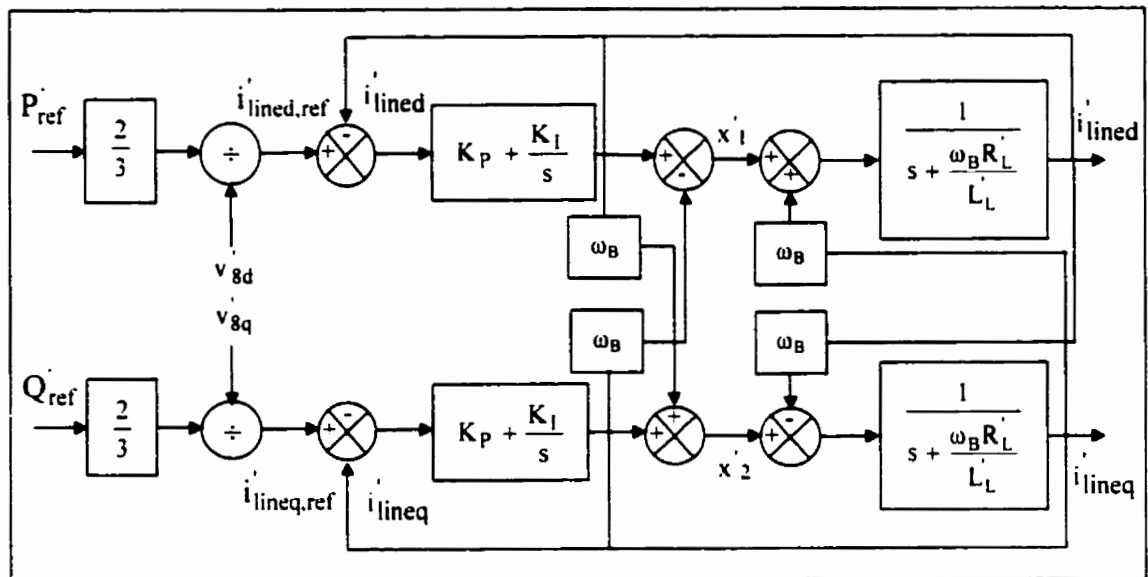 P'ref
2/3
÷
i'lined,ref
+
-
i'lined
K_P + K_I/s
+
-
x'1
+
+
1/(s + ω_B R'_L/L'_L)
i'lined
v'8d
v'8q
ω_B
ω_B
ω_B
ω_B
Q'ref
2/3
÷
i'lineq,ref
+
-
i'lineq
K_P + K_I/s
+
+
x'2
+
-
1/(s + ω_B R'_L/L'_L)
i'lineq